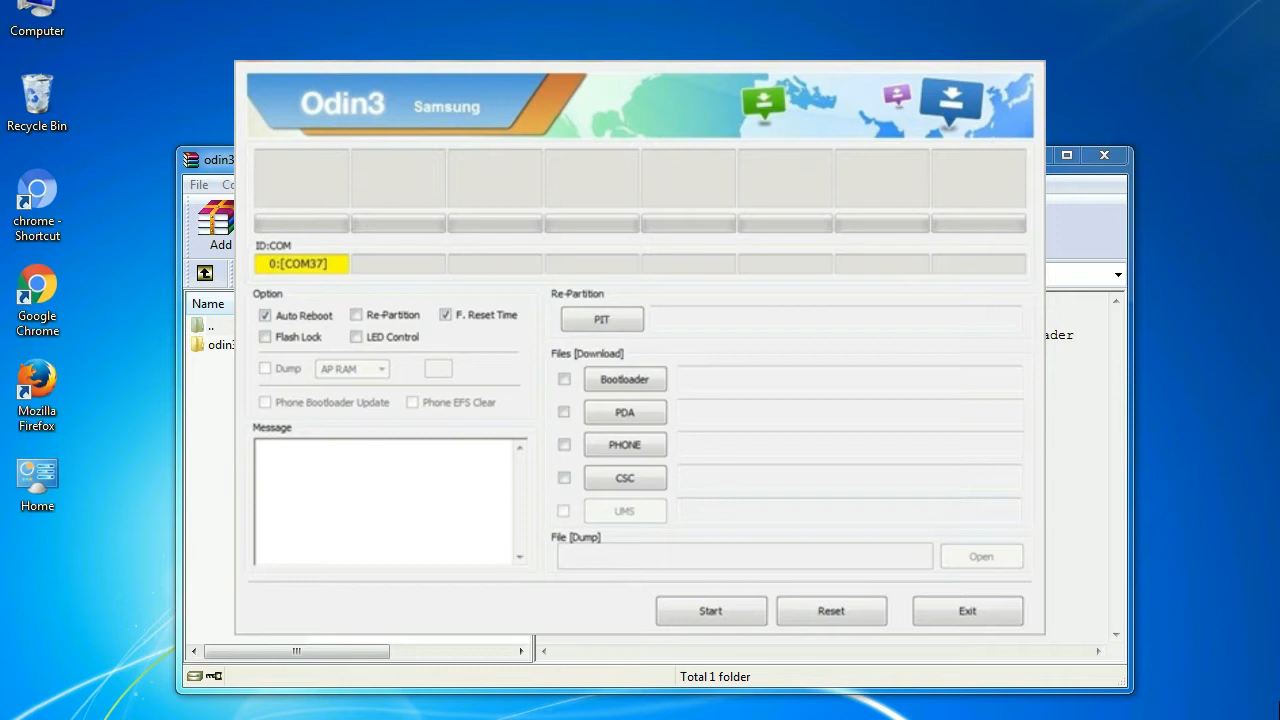 Computer
Recycle Bin
chrome -
Shortcut
Google
Chrome
Mozilla
Firefox
Home
odin3
File
Add
Name
..
odin
Odin3 Samsung
ID:COM
0:[COM37]
Option
Auto Reboot
Re-Partition
F. Reset Time
Flash Lock
LED Control
Dump
AP RAM
Phone Bootloader Update
Phone EFS Clear
Message
Re-Partition
PIT
Files [Download]
Bootloader
PDA
PHONE
CSC
UMS
File [Dump]
Open
Start
Reset
Exit
ader
Total 1 folder